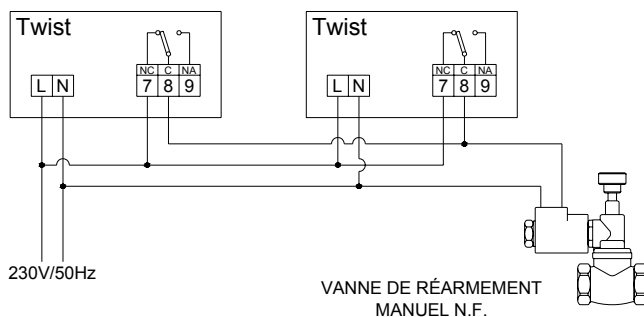 Twist
NC C NA
7 8 9
L N
Twist
NC C NA
7 8 9
L N
230V/50Hz
VANNE DE RÉARMEMENT
MANUEL N.F.